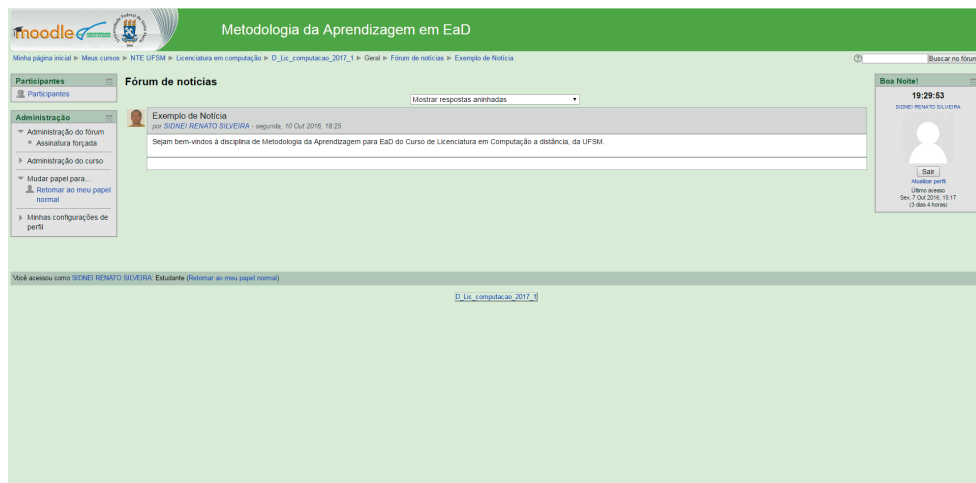 moodle
Metodologia da Aprendizagem em EaD
Minha página inicial ► Meus cursos ► NTE UFSM ► Licenciatura em computação ► D_Lic_computacao_2017_1 ► Geral ► Fórum de notícias ► Exemplo de Notícia
Buscar no fórum
Participantes
Participantes
Administração
Administração do fórum
Assinatura forçada
Administração do curso
Mudar papel para...
Retornar ao meu papel
normal
Minhas configurações de
perfil
Fórum de notícias
Mostrar respostas aninhadas
Exemplo de Notícia
por SIDNEI RENATO SILVEIRA - segunda, 10 Out 2016, 18:25
Sejam bem-vindos à disciplina de Metodologia da Aprendizagem para EaD do Curso de Licenciatura em Computação a distância, da UFSM.
Boa Noite!
19:29:53
SIDNEI RENATO SILVEIRA
Sair
Atualizar perfil
Último acesso
Sex, 7 Out 2016, 15:17
(3 dias 4 horas)
Você acessou como SIDNEI RENATO SILVEIRA: Estudante (Retornar ao meu papel normal)
D_Lic_computacao_2017_1